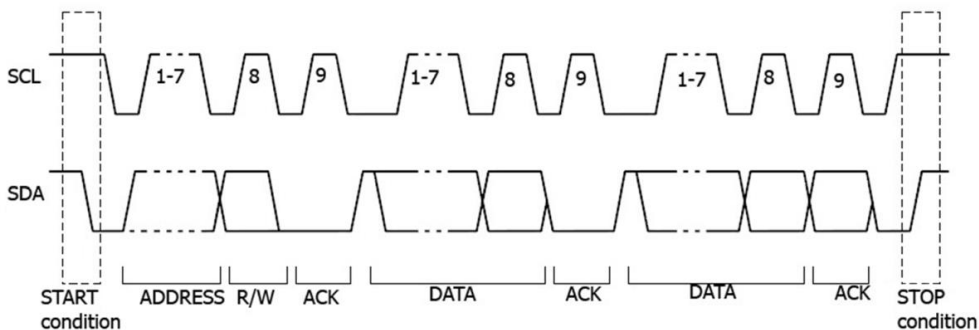 SCL 1-7 8 9 1-7 8 9 1-7 8 9
SDA
START condition
ADDRESS R/W ACK DATA ACK DATA ACK
STOP condition